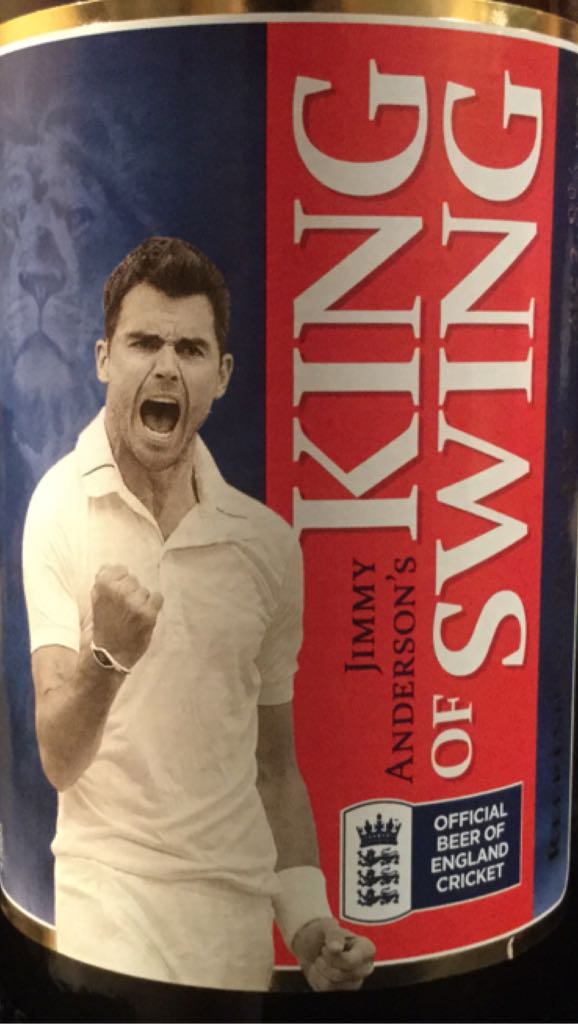 JIMMY
ANDERSON'S
KING
OF SWING
OFFICIAL
BEER OF
ENGLAND
CRICKET